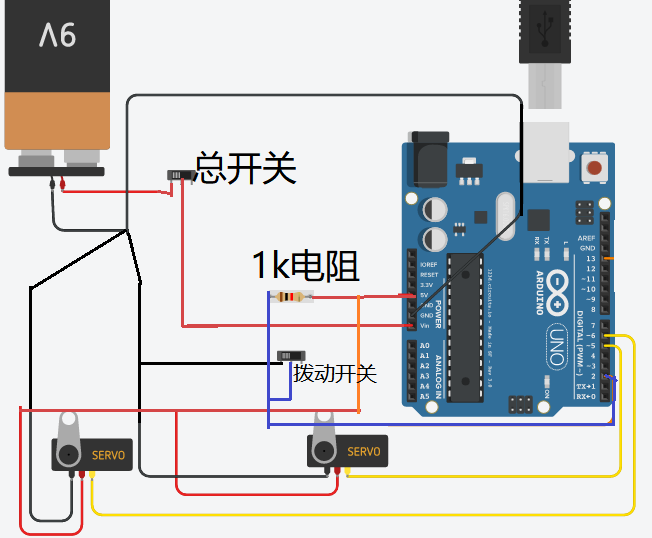 V9
总开关
1k电阻
拨动开关
SERVO
SERVO
IOREF
RESET
3.3V
5V
GND
GND
Vin
POWER
A0
A1
A2
A3
A4
A5
ANALOG IN
AREF
GND
13
12
~11
~10
~9
8
7
~6
~5
4
~3
2
TX→1
RX←0
DIGITAL (PWM~)
RX
TX
L
ARDUINO
UNO
ON